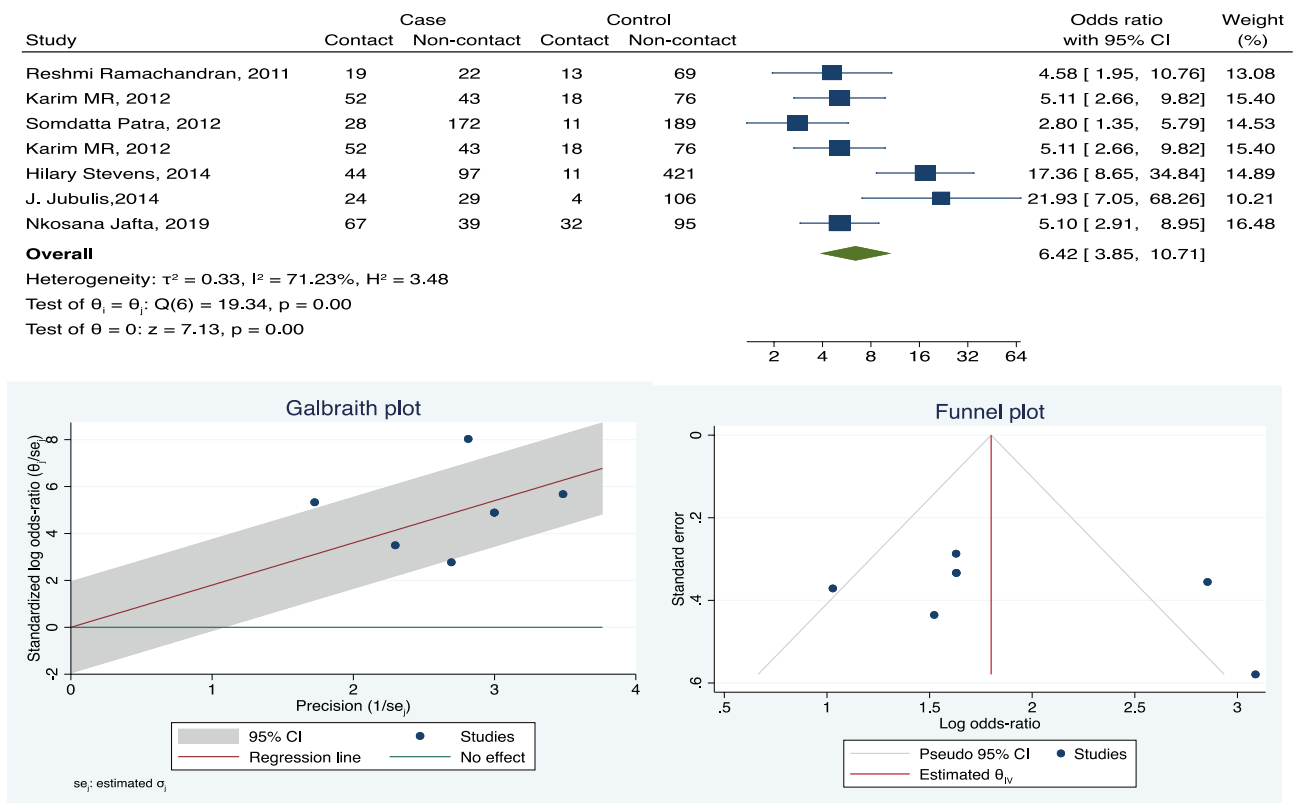 Case Control Odds ratio Weight
Study Contact Non-contact Contact Non-contact with 95% CI (%)
Reshmi Ramachandran, 2011 19 22 13 69 4.58 [ 1.95, 10.76] 13.08
Karim MR, 2012 52 43 18 76 5.11 [ 2.66, 9.82] 15.40
Somdatta Patra, 2012 28 172 11 189 2.80 [ 1.35, 5.79] 14.53
Karim MR, 2012 52 43 18 76 5.11 [ 2.66, 9.82] 15.40
Hilary Stevens, 2014 44 97 11 421 17.36 [ 8.65, 34.84] 14.89
J. Jubulis,2014 24 29 4 106 21.93 [ 7.05, 68.26] 10.21
Nkosana Jafta, 2019 67 39 32 95 5.10 [ 2.91, 8.95] 16.48
Overall 6.42 [ 3.85, 10.71]
Heterogeneity: τ² = 0.33, I² = 71.23%, H² = 3.48
Test of θᵢ = θⱼ: Q(6) = 19.34, p = 0.00
Test of θ = 0: z = 7.13, p = 0.00
2 4 8 16 32 64
Galbraith plot
Standardized log odds-ratio (θⱼ/seⱼ)
8
6
4
2
0
-2
0 1 2 3 4
Precision (1/seⱼ)
95% CI Studies
Regression line No effect
seⱼ: estimated σⱼ
Funnel plot
Standard error
0
.2
.4
.6
.5 1 1.5 2 2.5 3
Log odds-ratio
Pseudo 95% CI Studies
Estimated θIV